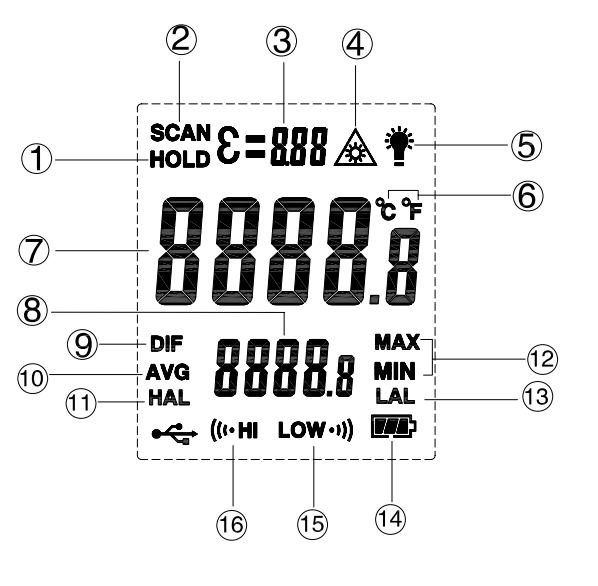 ② ③ ④
① SCAN ε=8.88 ⑤
HOLD
℃ ℉ ⑥
⑦ 8888.8
⑧
⑨ DIF 8888.8 MAX
⑩ AVG MIN ⑫
⑪ HAL LAL ⑬
(((• HI LOW •)))
⑯ ⑮ ⑭